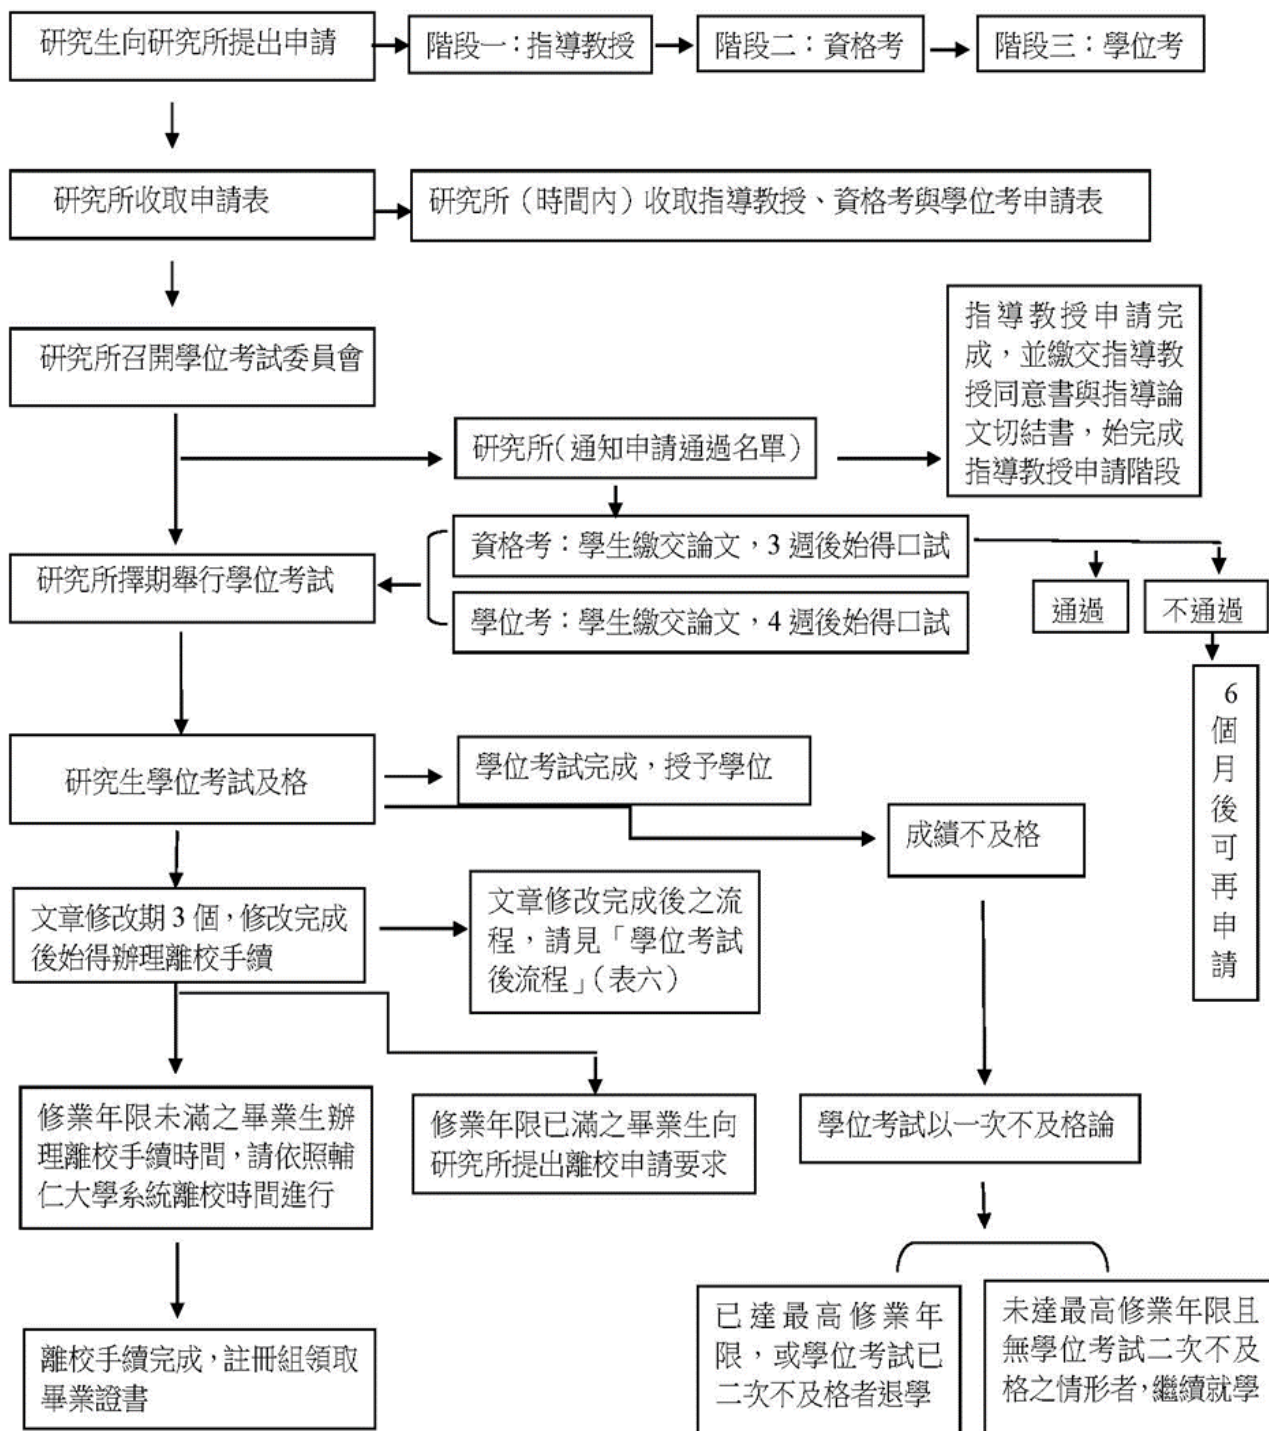 研究生向研究所提出申請
階段一：指導教授
階段二：資格考
階段三：學位考
研究所收取申請表
研究所（時間內）收取指導教授、資格考與學位考申請表
研究所召開學位考試委員會
指導教授申請完
成，並繳交指導教
授同意書與指導論
文切結書，始完成
指導教授申請階段
研究所（通知申請通過名單）
資格考：學生繳交論文，3 週後始得口試
研究所擇期舉行學位考試
學位考：學生繳交論文，4 週後始得口試
通過
不通過
6
個
月
後
可
再
申
請
研究生學位考試及格
學位考試完成，授予學位
成績不及格
文章修改期 3 個，修改完成
後始得辦理離校手續
文章修改完成後之流
程，請見「學位考試
後流程」（表六）
修業年限未滿之畢業生辦
理離校手續時間，請依照輔
仁大學系統離校時間進行
修業年限已滿之畢業生向
研究所提出離校申請要求
學位考試以一次不及格論
離校手續完成，註冊組領取
畢業證書
已達最高修業年
限，或學位考試已
二次不及格者退學
未達最高修業年限且
無學位考試二次不及
格之情形者，繼續就學